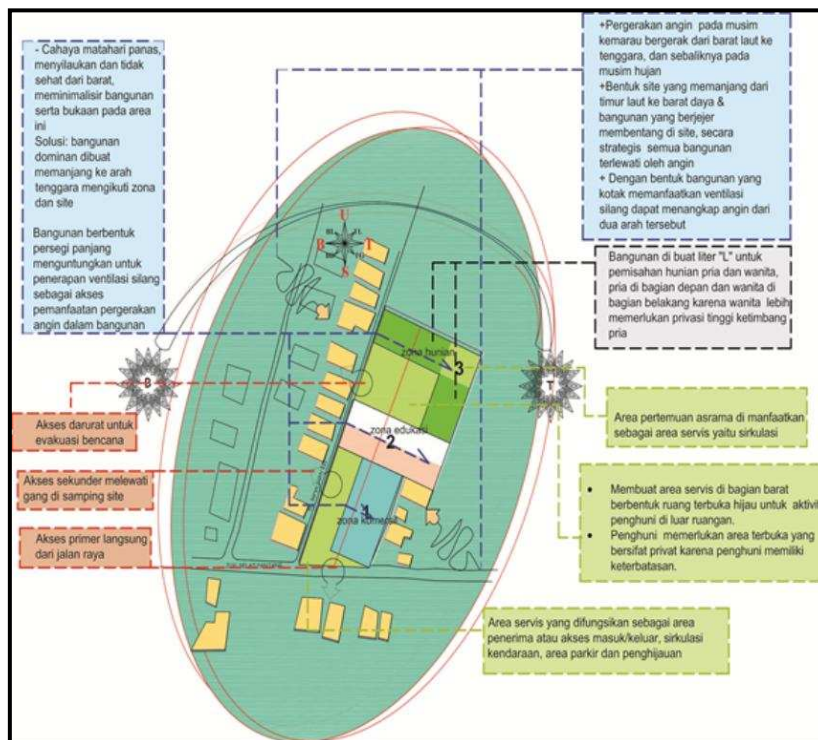 - Cahaya matahari panas,
menyilaukan dan tidak
sehat dari barat,
meminimalisir bangunan
serta bukaan pada area
ini
Solusi: bangunan
dominan dibuat
memanjang ke arah
tenggara mengikuti zona
dan site
Bangunan berbentuk
persegi panjang
menguntungkan untuk
penerapan ventilasi silang
sebagai akses
pemanfaatan pergerakan
angin dalam bangunan
+Pergerakan angin pada musim
kemarau bergerak dari barat laut ke
tenggara, dan sebaliknya pada
musim hujan
+Bentuk site yang memanjang dari
timur laut ke barat daya &
bangunan yang berjejer
membentang di site, secara
strategis semua bangunan
terlewati oleh angin
+ Dengan bentuk bangunan yang
kotak memanfaatkan ventilasi
silang dapat menangkap angin dari
dua arah tersebut
Bangunan di buat liter "L" untuk
pemisahan hunian pria dan wanita,
pria di bagian depan dan wanita di
bagian belakang karena wanita lebih
memerlukan privasi tinggi ketimbang
pria
U
B
T
S
zona hunian
3
B
T
Akses darurat untuk
evakuasi bencana
zona edukasi
2
Area pertemuan asrama di manfaatkan
sebagai area servis yaitu sirkulasi
Akses sekunder melewati
gang di samping site
1
zona komersil
• Membuat area servis di bagian barat
berbentuk ruang terbuka hijau untuk aktivi
penghuni di luar ruangan.
• Penghuni memerlukan area terbuka yang
bersifat privat karena penghuni memiliki
keterbatasan.
Akses primer langsung
dari jalan raya
Area servis yang difungsikan sebagai area
penerima atau akses masuk/keluar, sirkulasi
kendaraan, area parkir dan penghijauan